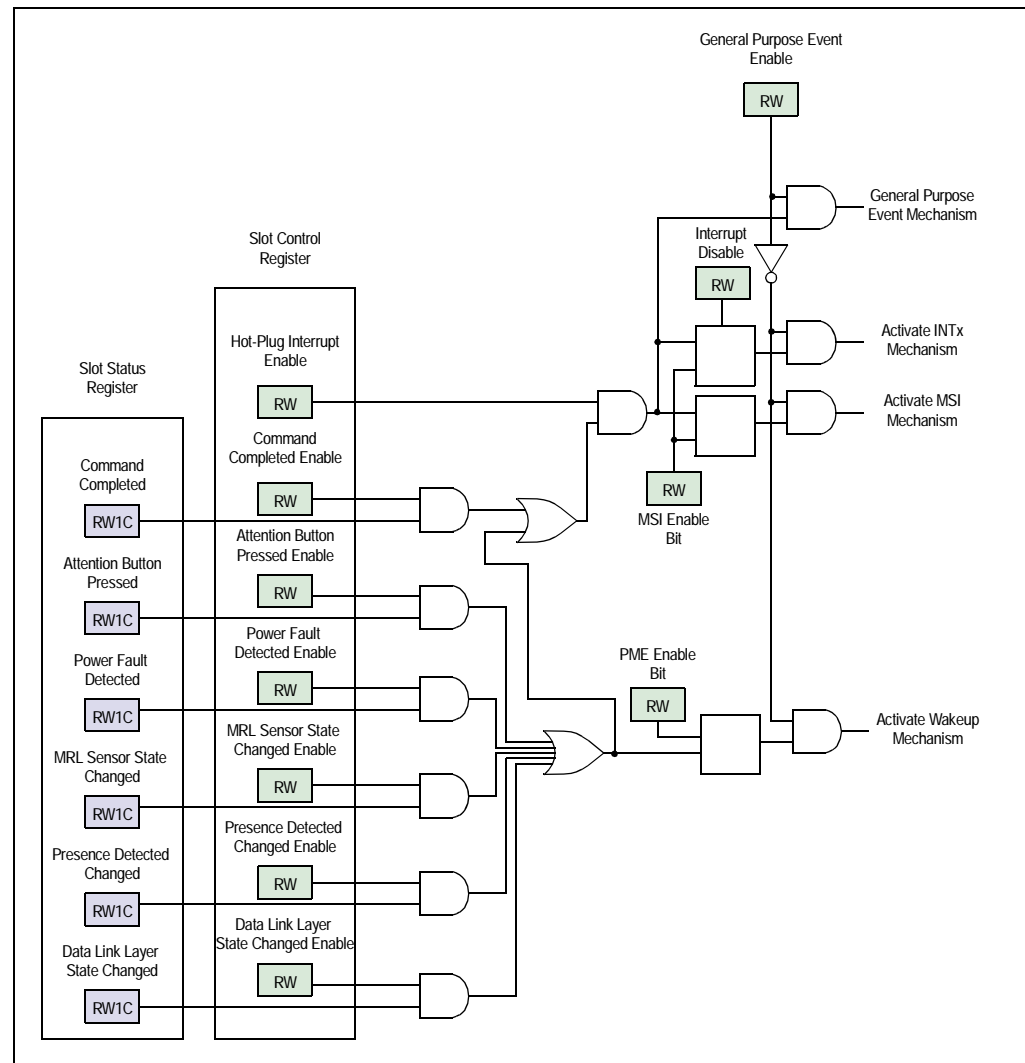 General Purpose Event
Enable
RW
General Purpose
Event Mechanism
Slot Control
Register
Interrupt
Disable
RW
Hot-Plug Interrupt
Enable
RW
Activate INTx
Mechanism
Slot Status
Register
Activate MSI
Mechanism
Command
Completed Enable
RW
Command
Completed
RW1C
RW
MSI Enable
Bit
Attention Button
Pressed Enable
RW
Attention Button
Pressed
RW1C
Power Fault
Detected Enable
RW
Power Fault
Detected
RW1C
PME Enable
Bit
RW
Activate Wakeup
Mechanism
MRL Sensor State
Changed Enable
RW
MRL Sensor State
Changed
RW1C
Presence Detected
Changed Enable
RW
Presence Detected
Changed
RW1C
Data Link Layer
State Changed Enable
RW
Data Link Layer
State Changed
RW1C